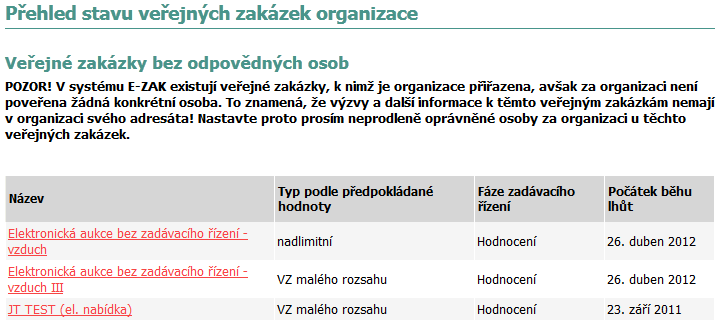 Přehled stavu veřejných zakázek organizace
Veřejné zakázky bez odpovědných osob
POZOR! V systému E-ZAK existují veřejné zakázky, k nimž je organizace přiřazena, avšak za organizaci není
pověřena žádná konkrétní osoba. To znamená, že výzvy a další informace k těmto veřejným zakázkám nemají
v organizaci svého adresáta! Nastavte proto prosím neprodleně oprávněné osoby za organizaci u těchto
veřejných zakázek.
Název Typ podle předpokládané hodnoty Fáze zadávacího řízení Počátek běhu lhůt
Elektronická aukce bez zadávacího řízení - vzduch nadlimitní Hodnocení 26. duben 2012
Elektronická aukce bez zadávacího řízení - vzduch III VZ malého rozsahu Hodnocení 26. duben 2012
JT TEST (el. nabídka) VZ malého rozsahu Hodnocení 23. září 2011